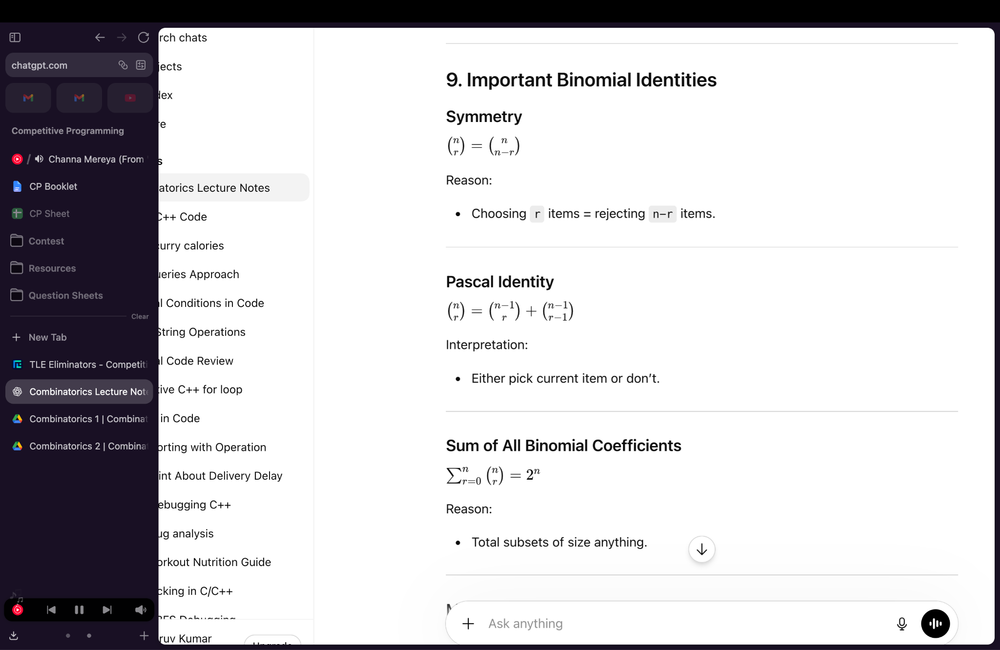 chatgpt.com
Competitive Programming
/ Channa Mereya (From
CP Booklet
CP Sheet
Contest
Resources
Question Sheets
Clear
New Tab
TLE Eliminators - Competiti
Combinatorics Lecture Note
Combinatorics 1 | Combinat
Combinatorics 2 | Combinat
rch chats
jects
dex
re
s
atorics Lecture Notes
C++ Code
curry calories
ueries Approach
al Conditions in Code
String Operations
al Code Review
tive C++ for loop
in Code
orting with Operation
int About Delivery Delay
ebugging C++
ug analysis
orkout Nutrition Guide
cking in C/C++
ruv Kumar
Upgrade
9. Important Binomial Identities
Symmetry
\binom{n}{r} = \binom{n}{n-r}
Reason:
• Choosing r items = rejecting n-r items.
Pascal Identity
\binom{n}{r} = \binom{n-1}{r} + \binom{n-1}{r-1}
Interpretation:
• Either pick current item or don't.
Sum of All Binomial Coefficients
\sum_{r=0}^{n} \binom{n}{r} = 2^n
Reason:
• Total subsets of size anything.
Ask anything